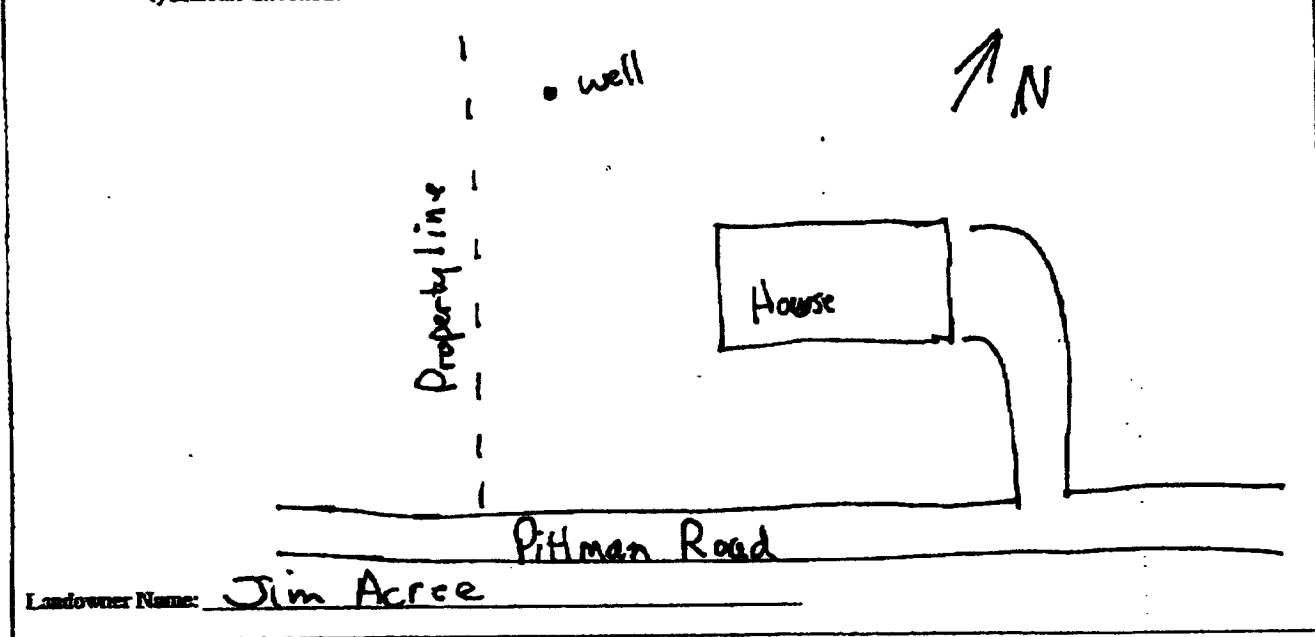 well
N
Property line
House
Pittman Road
Landowner Name: Jim Acree